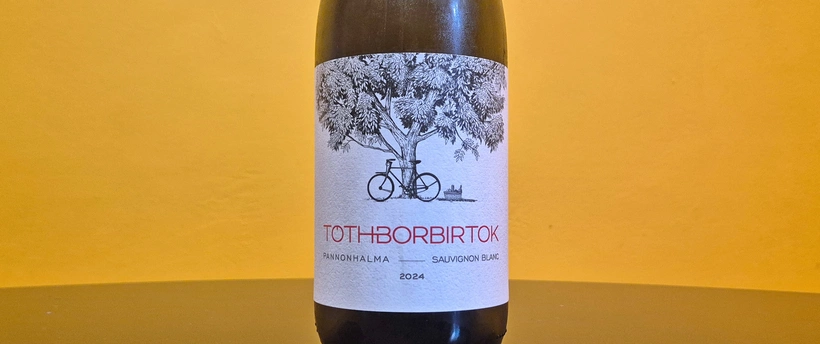 TÓTHBORBIRTOK
PANNONHALMA — SAUVIGNON BLANC
2024